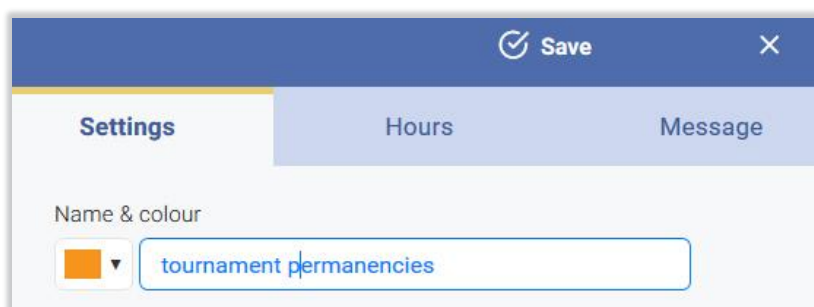 Save
Settings Hours Message
Name & colour
tournament permanencies